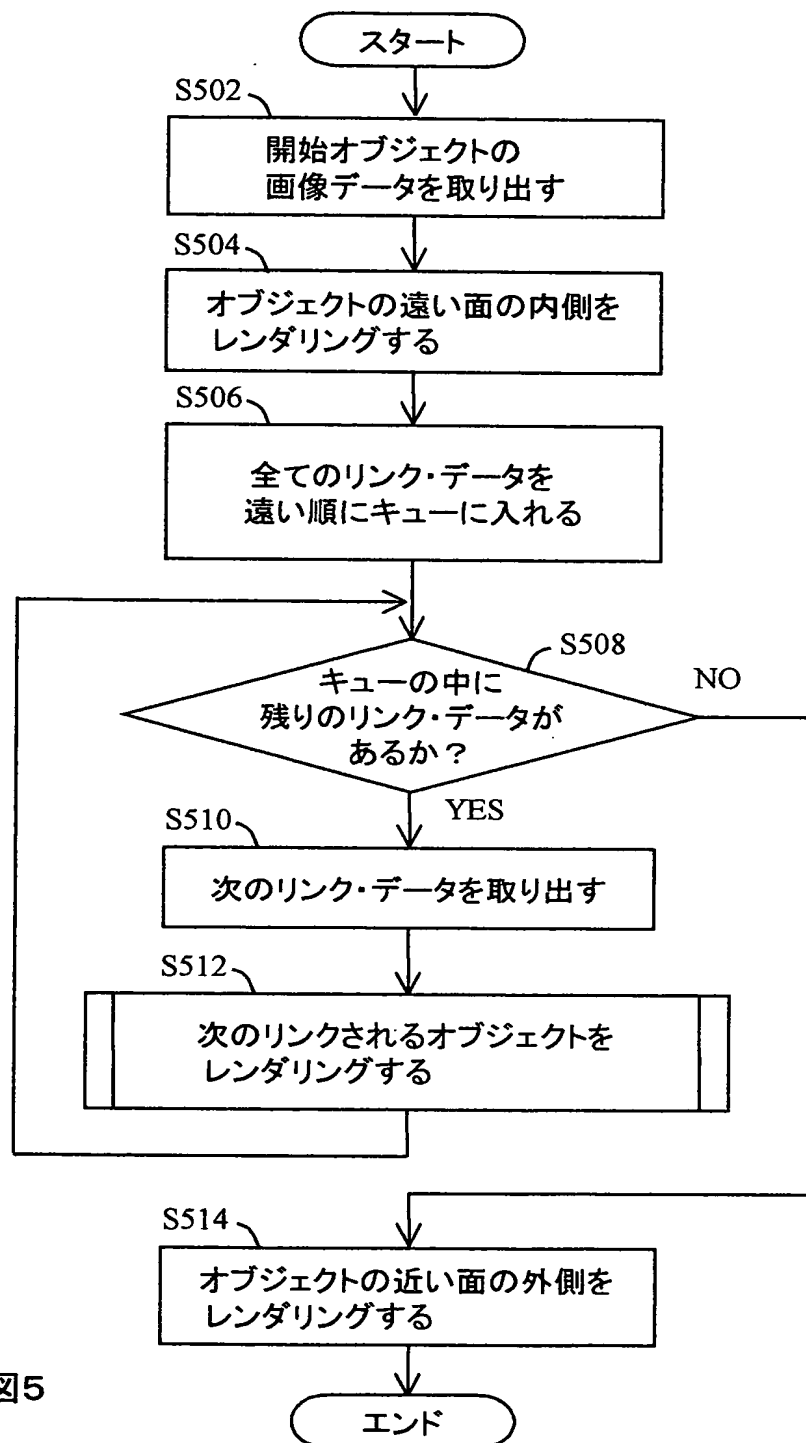 スタート
S502
開始オブジェクトの
画像データを取り出す
S504
オブジェクトの遠い面の内側を
レンダリングする
S506
全てのリンク・データを
遠い順にキューに入れる
S508
キューの中に
残りのリンク・データが
あるか？
NO
YES
S510
次のリンク・データを取り出す
S512
次のリンクされるオブジェクトを
レンダリングする
S514
オブジェクトの近い面の外側を
レンダリングする
図5
エンド